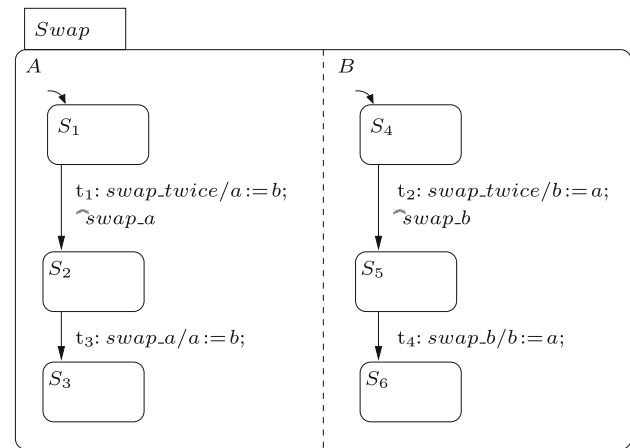 Swap
A
B
S₁
S₄
t₁: swap_twice/a:=b;
^swap_a
t₂: swap_twice/b:=a;
^swap_b
S₂
S₅
t₃: swap_a/a:=b;
t₄: swap_b/b:=a;
S₃
S₆